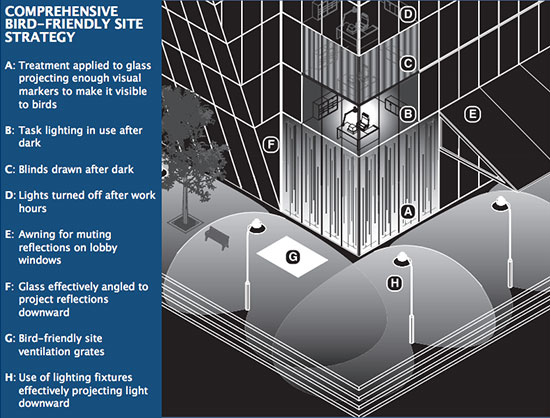 COMPREHENSIVE
BIRD-FRIENDLY SITE
STRATEGY
A: Treatment applied to glass
projecting enough visual
markers to make it visible
to birds
B: Task lighting in use after
dark
C: Blinds drawn after dark
D: Lights turned off after work
hours
E: Awning for muting
reflections on lobby
windows
F: Glass effectively angled to
project reflections
downward
G: Bird-friendly site
ventilation grates
H: Use of lighting fixtures
effectively projecting light
downward
D
C
B
E
F
A
G
H